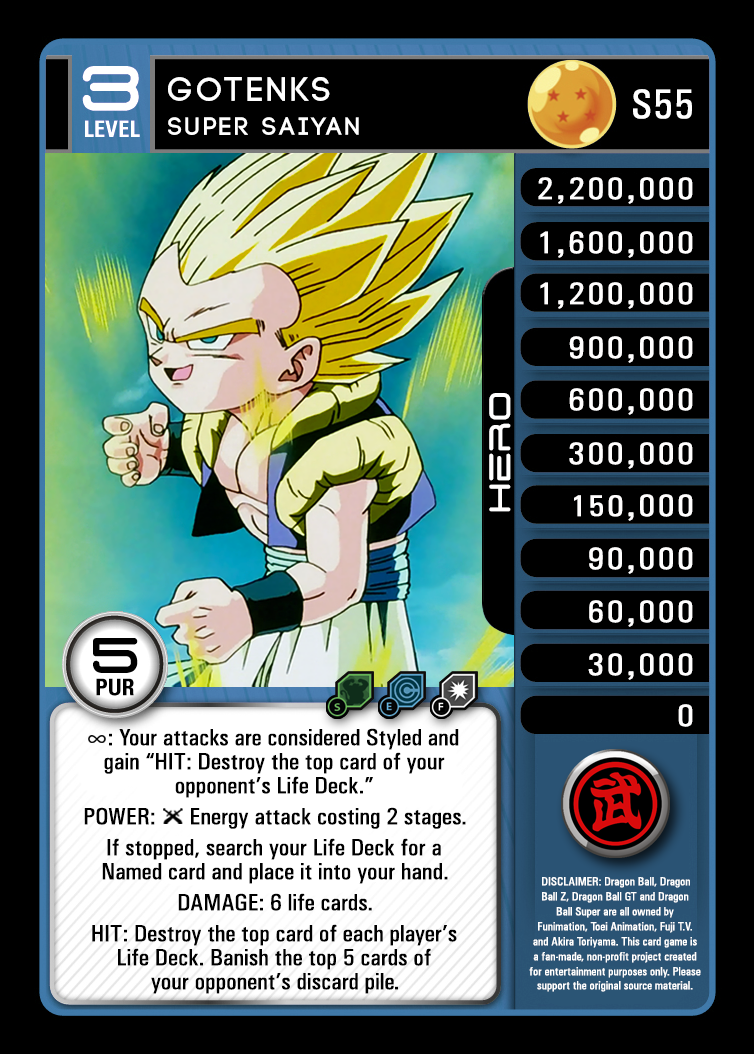 3
LEVEL
GOTENKS
SUPER SAIYAN
S55
2,200,000
1,600,000
1,200,000
900,000
600,000
300,000
150,000
90,000
60,000
30,000
0
HERO
5
PUR
S E F
∞: Your attacks are considered Styled and
gain “HIT: Destroy the top card of your
opponent’s Life Deck.”
POWER: Energy attack costing 2 stages.
If stopped, search your Life Deck for a
Named card and place it into your hand.
DAMAGE: 6 life cards.
HIT: Destroy the top card of each player’s
Life Deck. Banish the top 5 cards of
your opponent’s discard pile.
武
DISCLAIMER: Dragon Ball, Dragon
Ball Z, Dragon Ball GT and Dragon
Ball Super are all owned by
Funimation, Toei Animation, Fuji T.V.
and Akira Toriyama. This card game is
a fan-made, non-profit project created
for entertainment purposes only. Please
support the original source material.